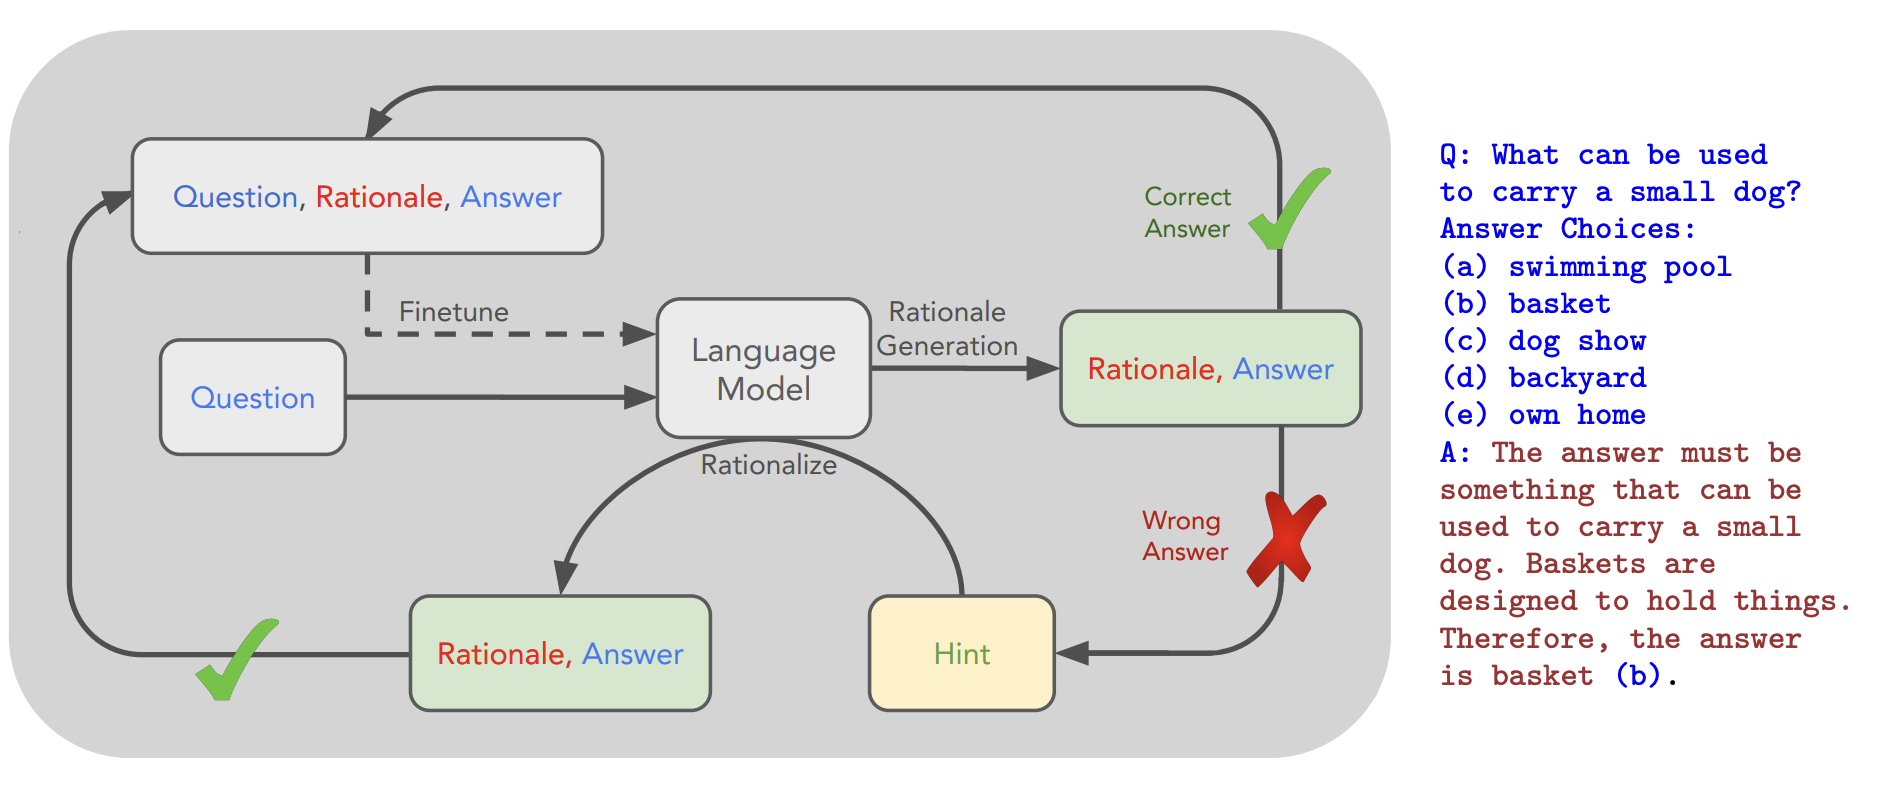 Question, Rationale, Answer
Finetune
Question
Language
Model
Rationale
Generation
Rationale, Answer
Correct
Answer
Wrong
Answer
Rationalize
Rationale, Answer
Hint
Q: What can be used
to carry a small dog?
Answer Choices:
(a) swimming pool
(b) basket
(c) dog show
(d) backyard
(e) own home
A: The answer must be
something that can be
used to carry a small
dog. Baskets are
designed to hold things.
Therefore, the answer
is basket (b).